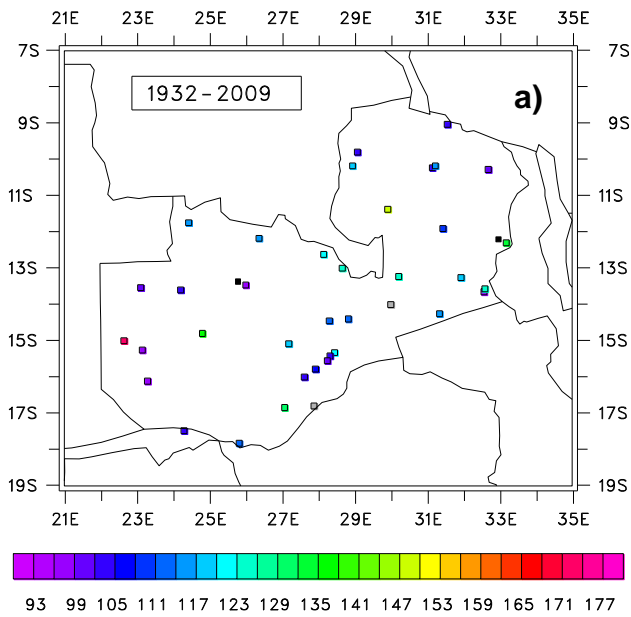 21E 23E 25E 27E 29E 31E 33E 35E
7S 7S
1932-2009 a)
9S 9S
11S 11S
13S 13S
15S 15S
17S 17S
19S 19S
21E 23E 25E 27E 29E 31E 33E 35E
93 99 105 111 117 123 129 135 141 147 153 159 165 171 177